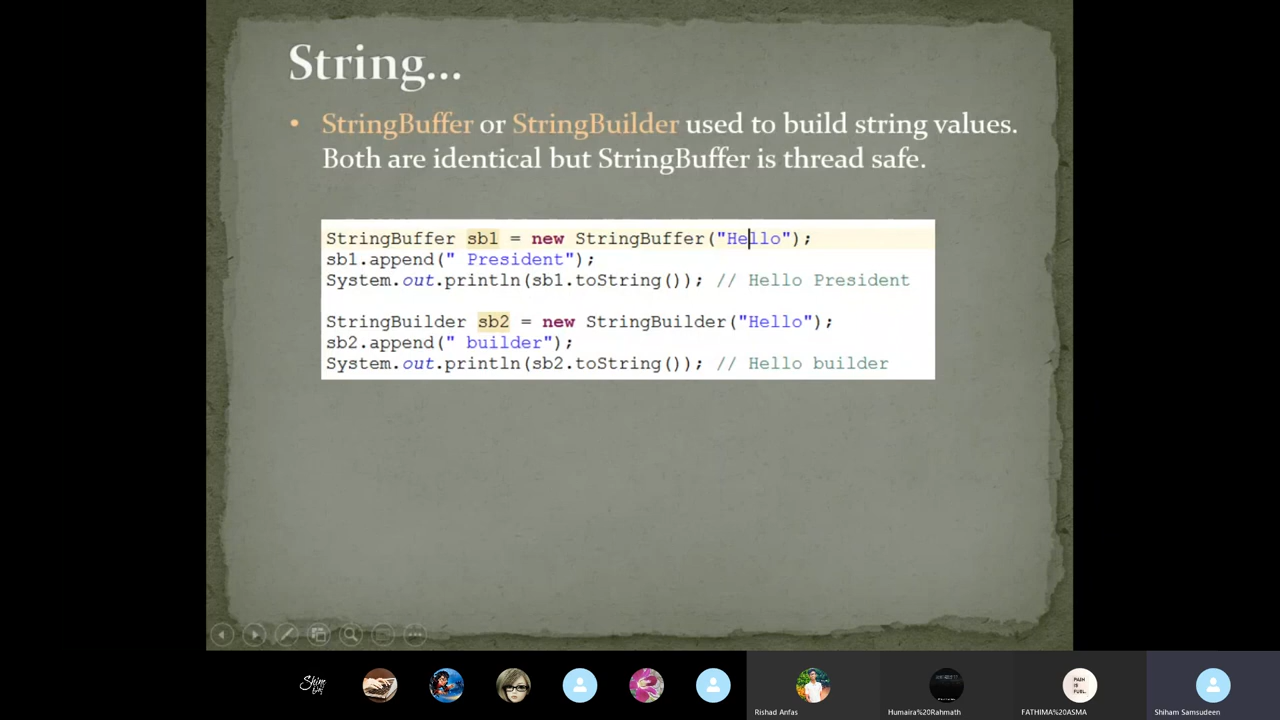 String...
• StringBuffer or StringBuilder used to build string values.
Both are identical but StringBuffer is thread safe.
StringBuffer sb1 = new StringBuffer("Hello");
sb1.append(" President");
System.out.println(sb1.toString()); // Hello President
StringBuilder sb2 = new StringBuilder("Hello");
sb2.append(" builder");
System.out.println(sb2.toString()); // Hello builder
Rishad Anfas
Humaira%20Rahmath
FATHIMA%20ASMA
Shiham Samsudeen